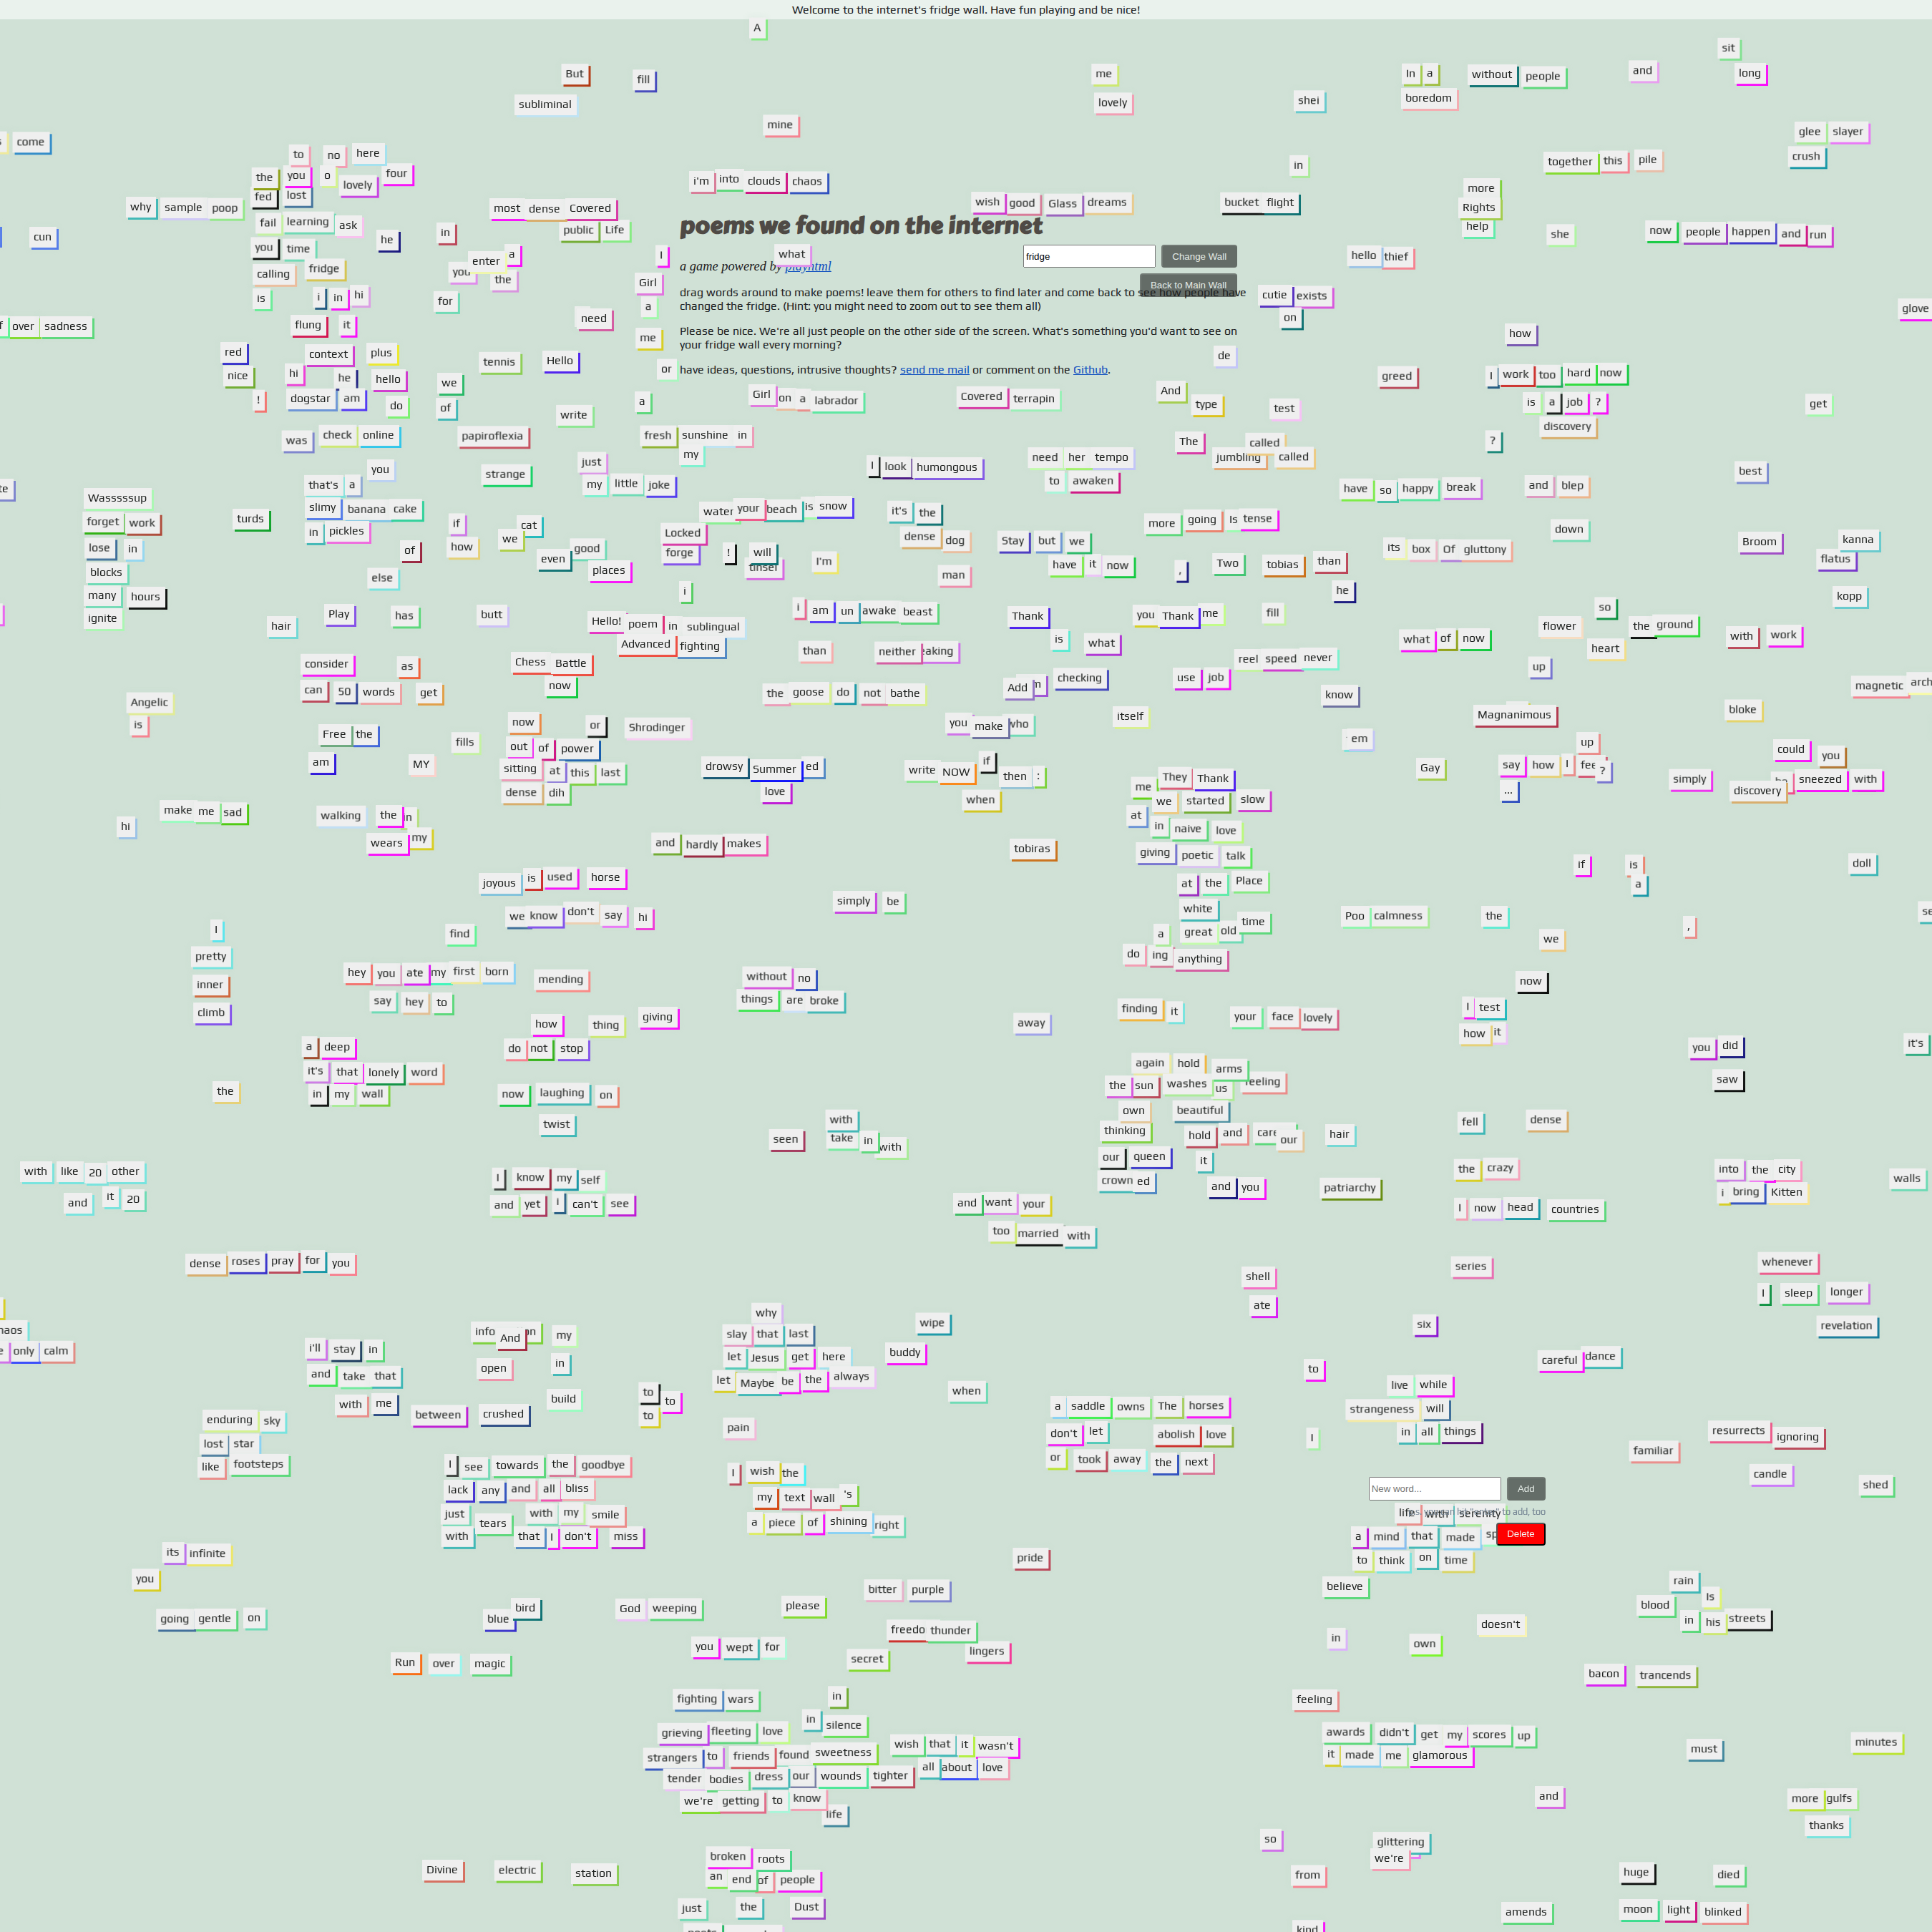 Welcome to the internet's fridge wall. Have fun playing and be nice!
A
sit
But fill me In a without people and long
subliminal lovely shei boredom
mine glee slayer
come to no here in together this pile crush
the you o lovely four i'm into clouds chaos
fed lost more
why sample poop most dense Covered wish good Glass dreams bucket flight Rights
fail learning ask public Life poems we found on the internet help she now people happen and run
cun you time he in
enter a I what fridge Change Wall hello thief
calling fridge you the Girl a game powered by playhtml Back to Main Wall
is i in hi for a drag words around to make poems! leave them for others to find later and come back to see how people have cutie exists
changed the fridge. (Hint: you might need to zoom out to see them all) on glove
over sadness flung it need me Please be nice. We're all just people on the other side of the screen. What's something you'd want to see on how
your fridge wall every morning?
red context plus tennis Hello or de
nice hi he hello we have ideas, questions, intrusive thoughts? send me mail or comment on the Github. greed I work too hard now
! dogstar am do of write a Girl on a labrador Covered terrapin And type test is a job ? get
discovery
was check online papiroflexia fresh sunshine in The called ?
you just my I look humongous need her tempo jumbling called best
that's a strange my little joke to awaken have so happy break and blep
Wasssssup slimy banana cake water your beach is snow it's the
forget work turds in pickles if cat Locked dense dog more going Is tense down
lose in of how we good forge ! will Stay but we its box Of gluttony Broom kanna
blocks else even places tinsel I'm man have it now , Two tobias than flatus
many hours i he kopp
ignite hair Play has butt Hello! poem in sublingual i am un awake beast Thank you Thank me fill so
Advanced fighting is what what of now flower the ground with work
consider as Chess Battle than neither reel speed never heart
can 50 words get now the goose do not bathe Add checking use job know up
Angelic magnetic
is now or Shrodinger you make who itself Magnanimous bloke
Free the fills out of power em up could you
am MY sitting at this last drowsy Summer ed write NOW if then : They Thank Gay say how I ? simply sneezed with
dense dih love when me we started slow ... discovery
make me sad walking the in at in naive love
hi wears my and hardly makes tobiras giving poetic talk if is doll
joyous is used horse at the Place a
simply be white
I we know don't say hi a great old time Poo calmness the ,
find do ing anything we
pretty hey you ate my first born mending without no now
inner say hey to things are broke finding it I test
climb how thing giving away your face lovely how it
a deep do not stop you did it's
it's that lonely word again hold arms saw
the in my wall now laughing on the sun washes us feeling
twist with own beautiful fell dense
seen take in with thinking hold and our hair
with like 20 other I know my self our queen it the crazy into the city walls
and it 20 and yet i can't see crown ed and you patriarchy i bring Kitten
and want your I now head countries
too married with
dense roses pray for you series whenever
shell I sleep longer
why ate
And my slay that last wipe six revelation
only calm i'll stay in open in let Jesus get here buddy to careful dance
and take that let Maybe be the always when live while
with me between crushed build to to to a saddle owns The horses strangeness will
enduring sky pain don't let abolish love I in all things resurrects ignoring
lost star or took away the next familiar
like footsteps I see towards the goodbye I wish the candle
lack any and all bliss my text wall 's New word... Add shed
just tears with my smile a piece of shining right life with serenity
with that I don't miss a mind that made Delete
its infinite pride to think on time
you bitter purple believe rain
going gentle on blue bird God weeping please blood Is
freedo thunder doesn't in his streets
you wept for lingers in own
Run over magic secret
bacon trancends
fighting wars in feeling
grieving fleeting love in silence awards didn't get my scores up
strangers to friends found sweetness wish that it wasn't it made me glamorous must minutes
tender bodies dress our wounds tighter all about love
we're getting to know and more gulfs
life thanks
so glittering
broken roots we're
Divine electric station an end of people from huge died
just the Dust amends moon light blinked
kind